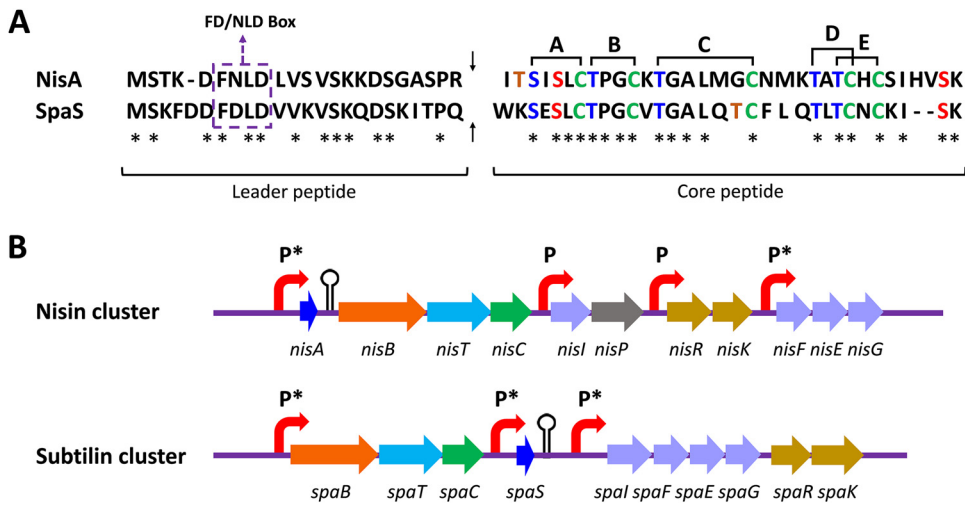 A
FD/NLD Box
A B C D E
NisA MSTK-DFNLDLVSVSKKDSGASPR ITSISLCTPGCKTGALMGCNMKTATCHCSIHVSK
SpaS MSKFDDFDLDVVKVSKQDSKITPQ WKSESLCTPGCVTGALQTCFLQTLTCNCKI--SK
* * * * * * * * * * * * * * * * * * * * * * * * * * * * * *
Leader peptide Core peptide
B
P* P P P*
Nisin cluster
nisA nisB nisT nisC nisI nisP nisR nisK nisF nisE nisG
P* P* P*
Subtilin cluster
spaB spaT spaC spaS spaI spaF spaE spaG spaR spaK